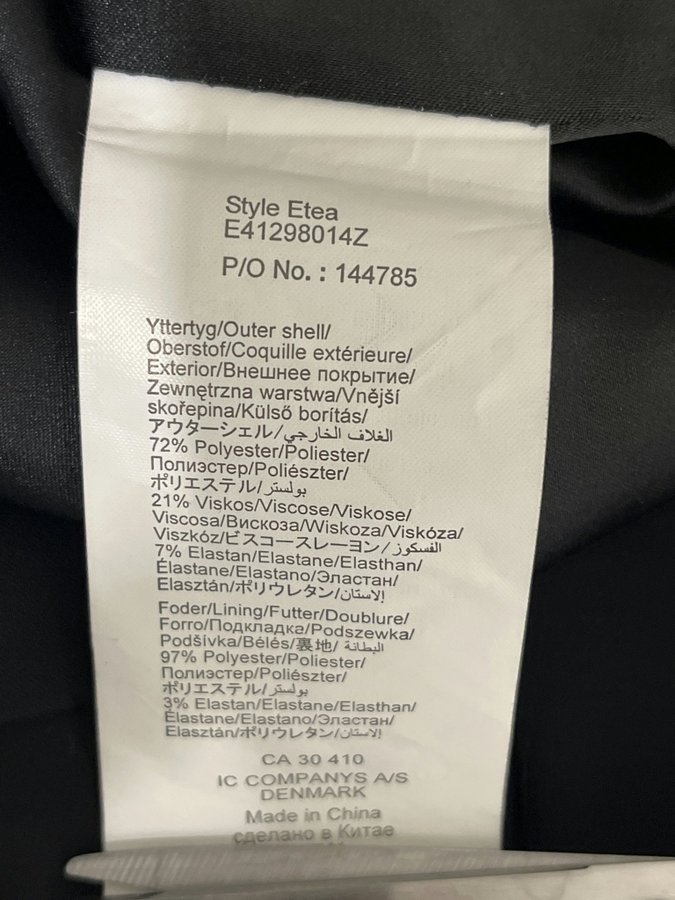 Style Etea
E41298014Z
P/O No. : 144785
Yttertyg/Outer shell/
Oberstof/Coquille extérieure/
Exterior/Внешнее покрытие/
Zewnętrzna warstwa/Vnější
skořepina/Külső borítás/
アウターシェル/الغلاف الخارجي/
72% Polyester/Poliester/
Полиэстер/Poliészter/
ポリエステル/بولستر/
21% Viskos/Viscose/Viskose/
Viscosa/Вискоза/Wiskoza/Viskóza/
Viszkóz/ビスコースレーヨン/الفسكوز/
7% Elastan/Elastane/Elasthan/
Élastane/Elastano/Эластан/
Elasztán/ポリウレタン/الاستان/
Foder/Lining/Futter/Doublure/
Forro/Подкладка/Podszewka/
Podšívka/Bélés/裏地/البطانة/
97% Polyester/Poliester/
Полиэстер/Poliészter/
ポリエステル/بولستر/
3% Elastan/Elastane/Elasthan/
Élastane/Elastano/Эластан/
Elasztán/ポリウレタン/الاستان/
CA 30 410
IC COMPANYS A/S
DENMARK
Made in China
сделано в Китае